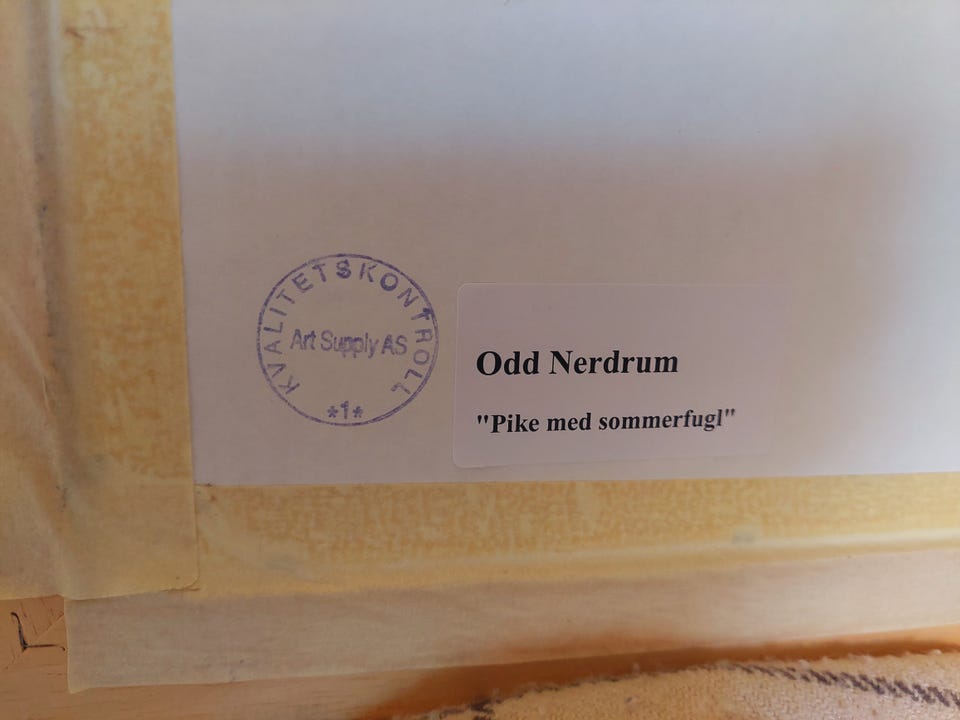 KVALITETSKONTROLL
Art Supply AS
*1*
Odd Nerdrum
"Pike med sommerfugl"